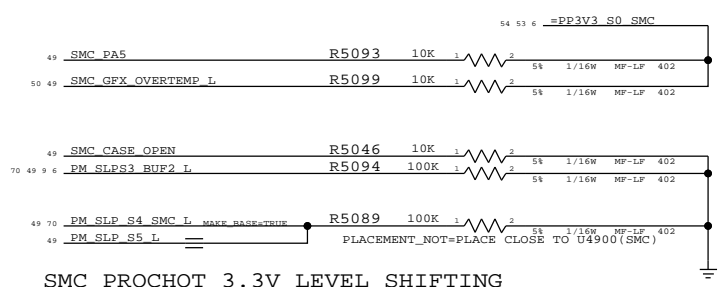 54 53 6 =PP3V3_S0_SMC
49 SMC_PA5 R5093 10K 1 2
5% 1/16W MF-LF 402
50 49 SMC_GFX_OVERTEMP_L R5099 10K 1 2
5% 1/16W MF-LF 402
49 SMC_CASE_OPEN R5046 10K 1 2
5% 1/16W MF-LF 402
70 49 9 6 PM_SLPS3_BUF2_L R5094 100K 1 2
5% 1/16W MF-LF 402
49 70 PM_SLP_S4_SMC_L MAKE_BASE=TRUE R5089 100K 1 2
5% 1/16W MF-LF 402
49 PM_SLP_S5_L PLACEMENT_NOT=PLACE CLOSE TO U4900(SMC)
SMC PROCHOT 3.3V LEVEL SHIFTING